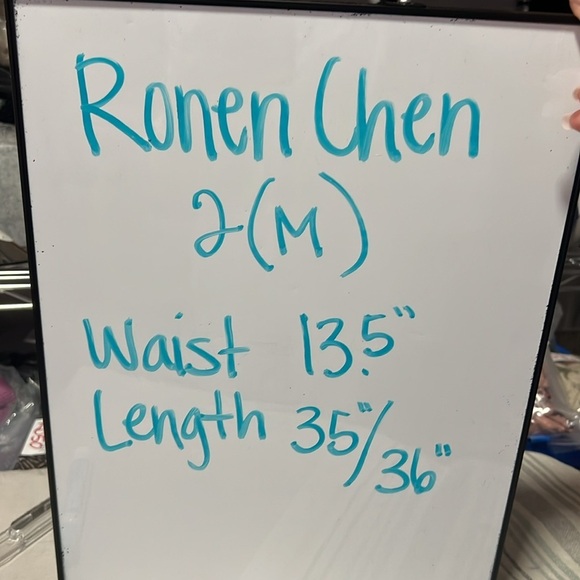 Ronen Chen
2(M)
Waist 13.5"
Length 35"/36"